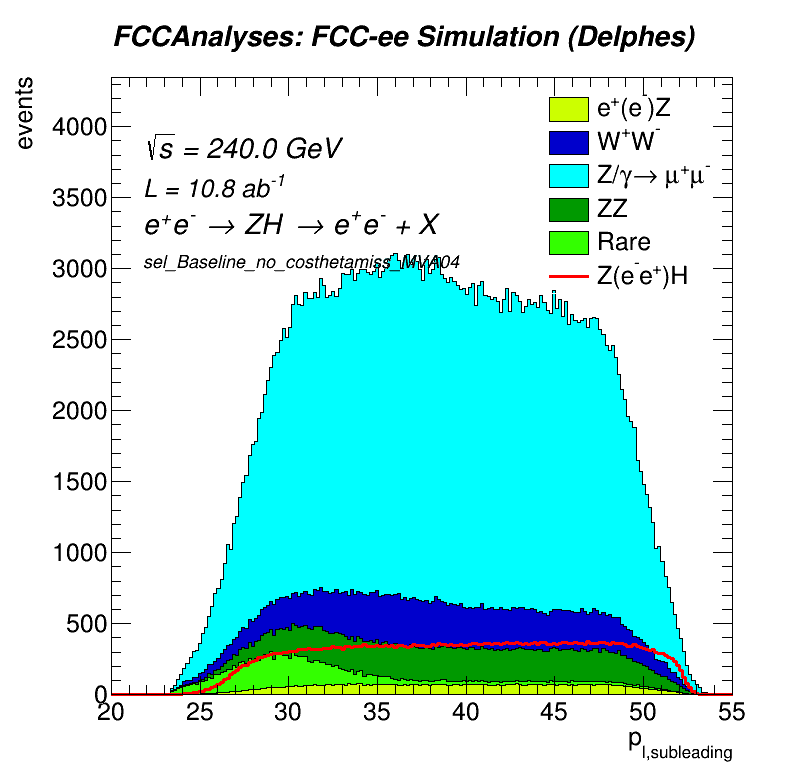 FCCAnalyses: FCC-ee Simulation (Delphes)
events
√s = 240.0 GeV
L = 10.8 ab⁻¹
e⁺e⁻ → ZH → e⁺e⁻ + X
sel_Baseline_no_costhetamiss_MVA04
e⁺(e⁻)Z
W⁺W⁻
Z/γ→ μ⁺μ⁻
ZZ
Rare
Z(e⁻e⁺)H
4000
3500
3000
2500
2000
1500
1000
500
0
20 25 30 35 40 45 50 55
p_l,subleading